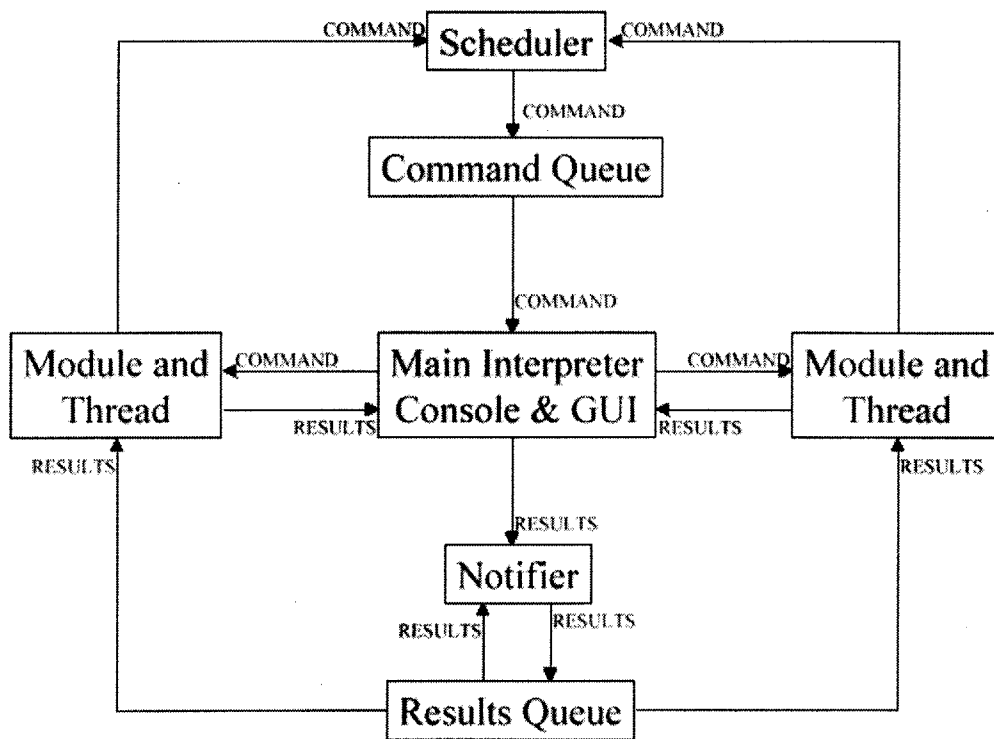 COMMAND
Scheduler
COMMAND
COMMAND
Command Queue
COMMAND
Module and
Thread
COMMAND
Main Interpreter
Console & GUI
COMMAND
Module and
Thread
RESULTS
RESULTS
RESULTS
RESULTS
RESULTS
Notifier
RESULTS
RESULTS
Results Queue